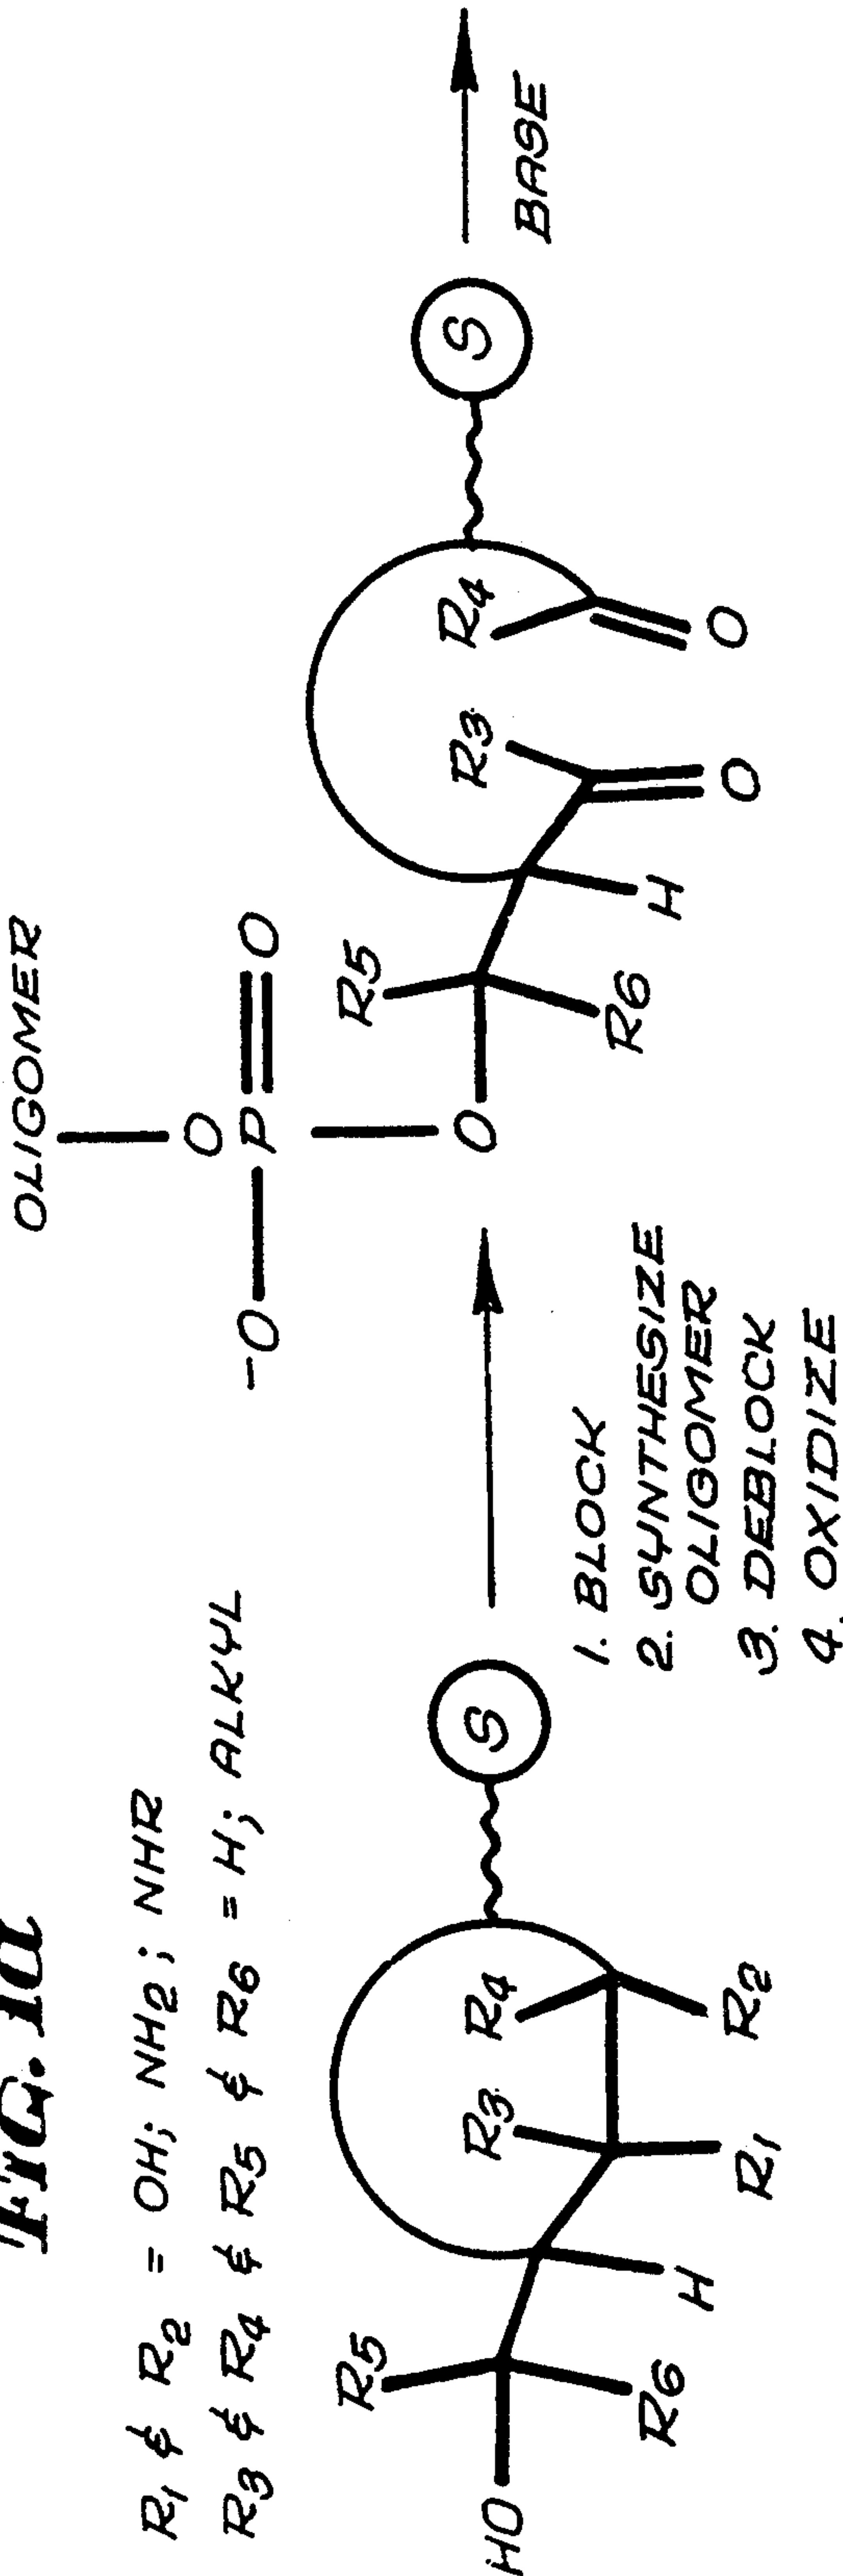 FIG. 1a
R1 & R2 = OH; NH2; NHR
R3 & R4 & R5 & R6 = H; ALKYL
HO
R5
R6
H
R3
R1
R4
R2
S
1. BLOCK
2. SYNTHESIZE
OLIGOMER
3. DEBLOCK
4. OXIDIZE
OLIGOMER
O
-O
P
O
O
R5
R6
H
R3
O
R4
O
S
BASE